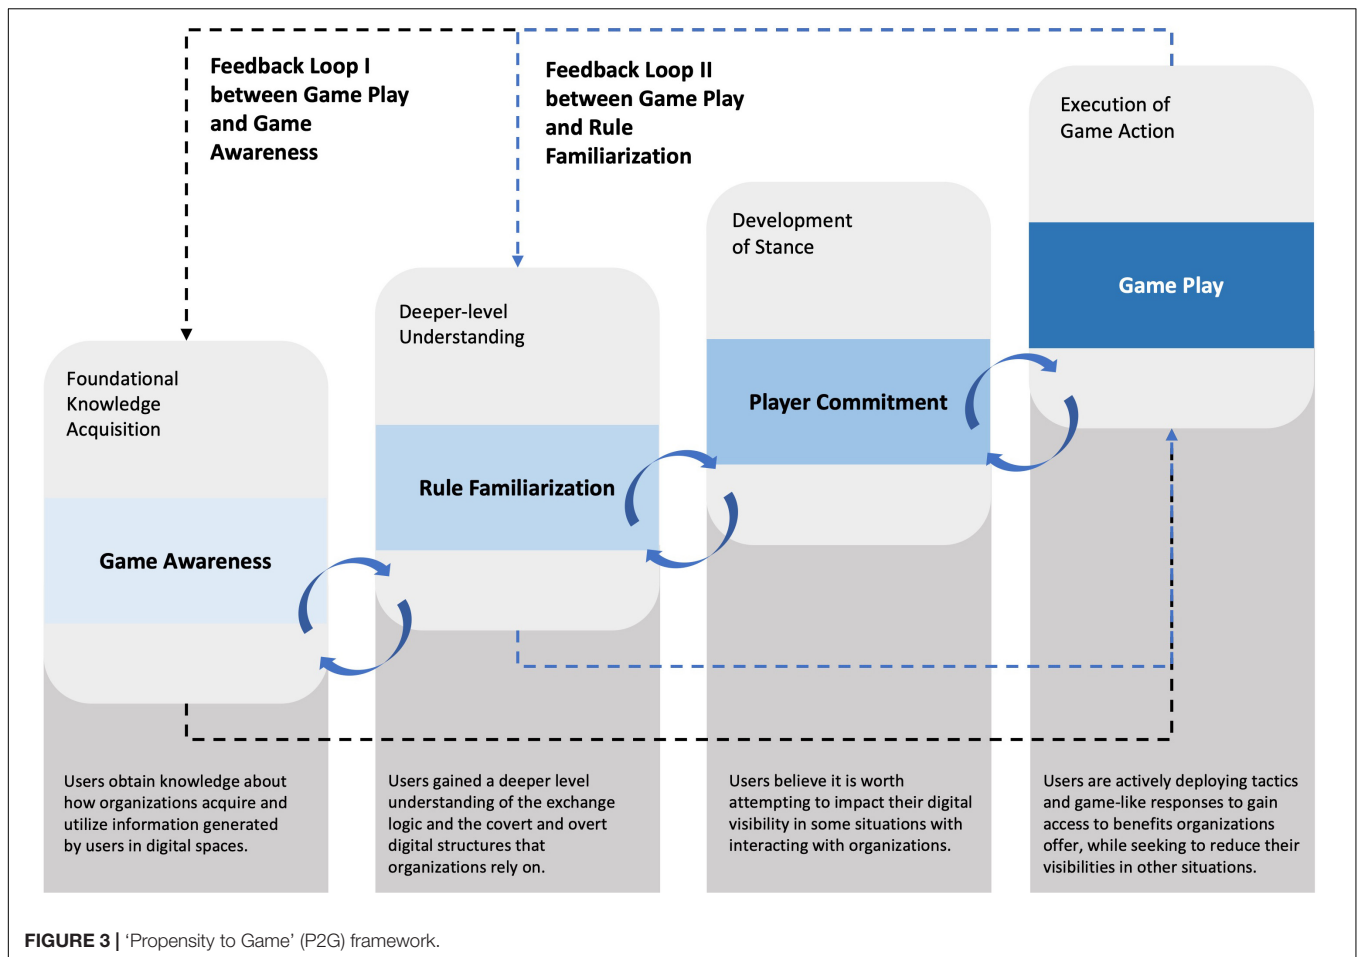 Feedback Loop I
between Game Play
and Game
Awareness
Feedback Loop II
between Game Play
and Rule
Familiarization
Execution of
Game Action
Game Play
Development
of Stance
Player Commitment
Deeper-level
Understanding
Rule Familiarization
Foundational
Knowledge
Acquisition
Game Awareness
Users obtain knowledge about
how organizations acquire and
utilize information generated
by users in digital spaces.
Users gained a deeper level
understanding of the exchange
logic and the covert and overt
digital structures that
organizations rely on.
Users believe it is worth
attempting to impact their digital
visibility in some situations with
interacting with organizations.
Users are actively deploying tactics
and game-like responses to gain
access to benefits organizations
offer, while seeking to reduce their
visibilities in other situations.
FIGURE 3 | 'Propensity to Game' (P2G) framework.